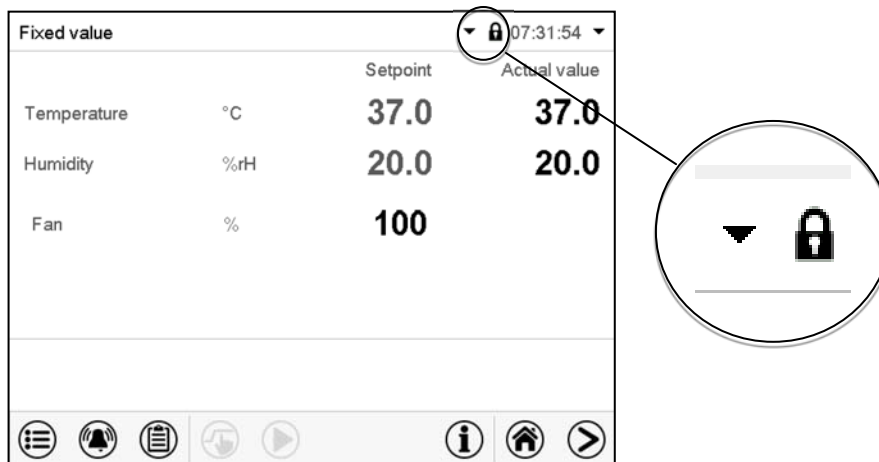 Fixed value 07:31:54
Setpoint Actual value
Temperature °C 37.0 37.0
Humidity %rH 20.0 20.0
Fan % 100